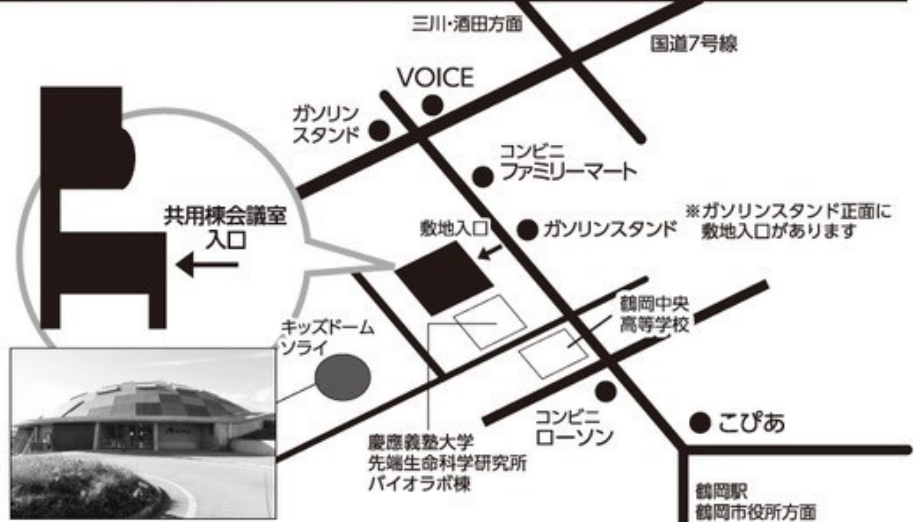 三川・酒田方面
国道7号線
VOICE
ガソリン
スタンド
コンビニ
ファミリーマート
共用棟会議室
入口
敷地入口
ガソリンスタンド
※ガソリンスタンド正面に
敷地入口があります
鶴岡中央
高等学校
キッズドーム
ソライ
コンビニ
ローソン
こぴあ
慶應義塾大学
先端生命科学研究所
バイオラボ棟
鶴岡駅
鶴岡市役所方面